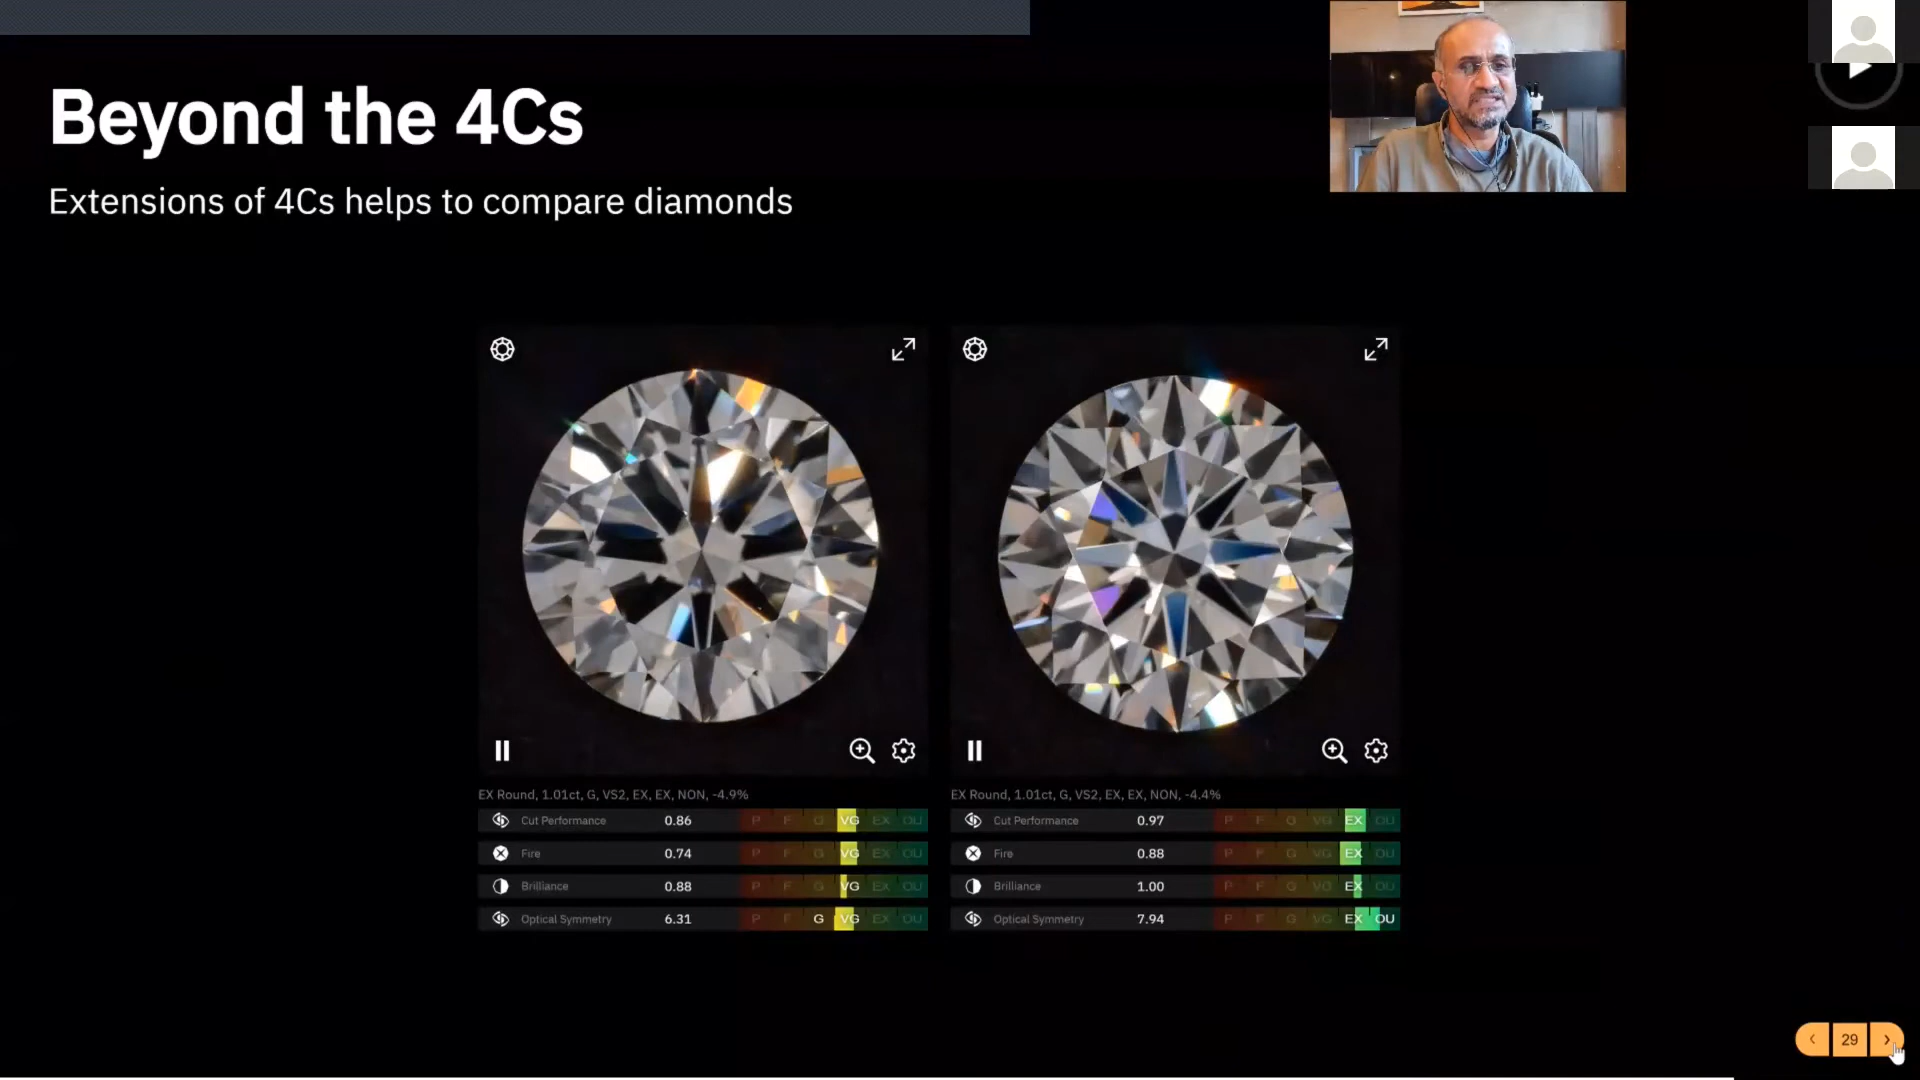 Beyond the 4Cs
Extensions of 4Cs helps to compare diamonds
EX Round, 1.01ct, G, VS2, EX, EX, NON, -4.9%
Cut Performance 0.86 P F G VG EX OU
Fire 0.74 P F G VG EX OU
Brilliance 0.88 P F G VG EX OU
Optical Symmetry 6.31 P F G VG EX OU
EX Round, 1.01ct, G, VS2, EX, EX, NON, -4.4%
Cut Performance 0.97 P F G VG EX OU
Fire 0.88 P F G VG EX OU
Brilliance 1.00 P F G VG EX OU
Optical Symmetry 7.94 P F G VG EX OU
29